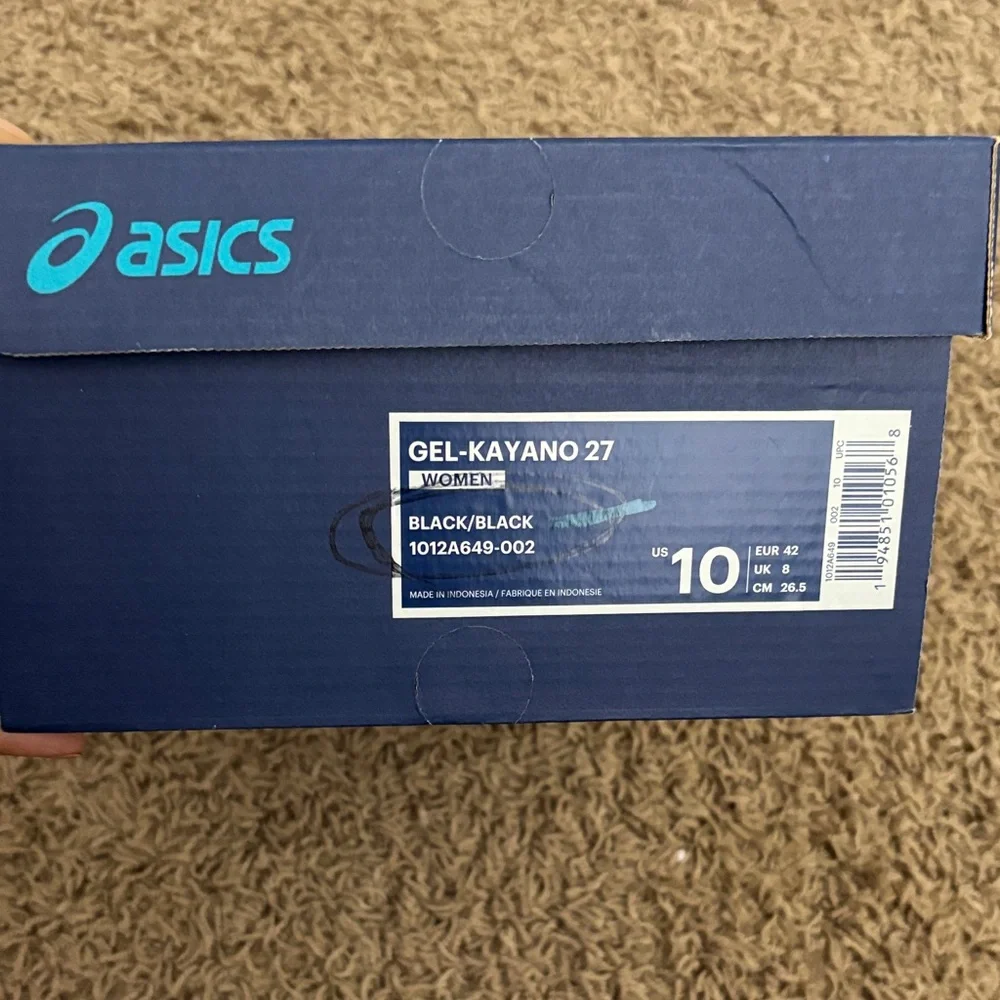 asics
GEL-KAYANO 27
WOMEN
BLACK/BLACK
1012A649-002
MADE IN INDONESIA / FABRIQUE EN INDONESIE
US 10
EUR 42
UK 8
CM 26.5
1012A649 002 10 UPC
1 94851 01056 8